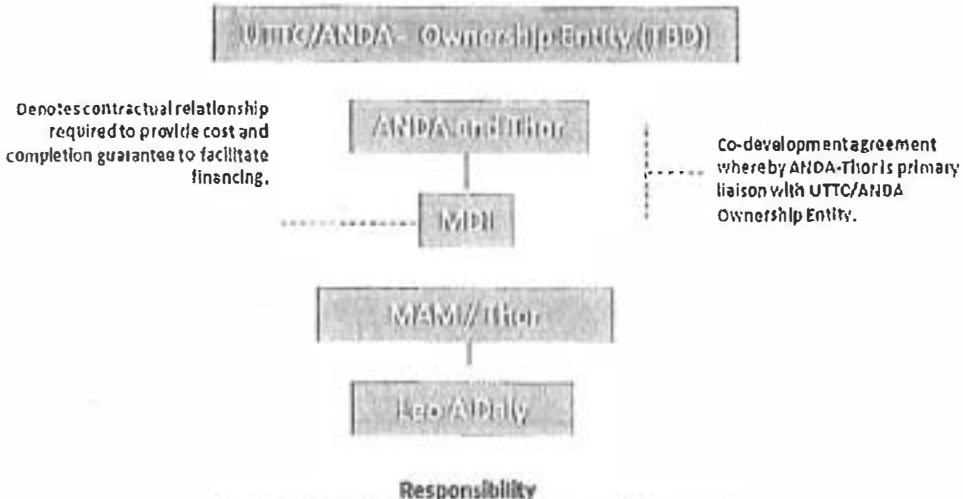 UTTC/ANDA - Ownership Entity (TBD)
Denotes contractual relationship
required to provide cost and
completion guarantee to facilitate
financing.
ANDA and Thor
Co-development agreement
whereby ANDA-Thor is primary
liaison with UTTC/ANDA
Ownership Entity.
MDI
MAM // Thor
Leo A Daly
Responsibility